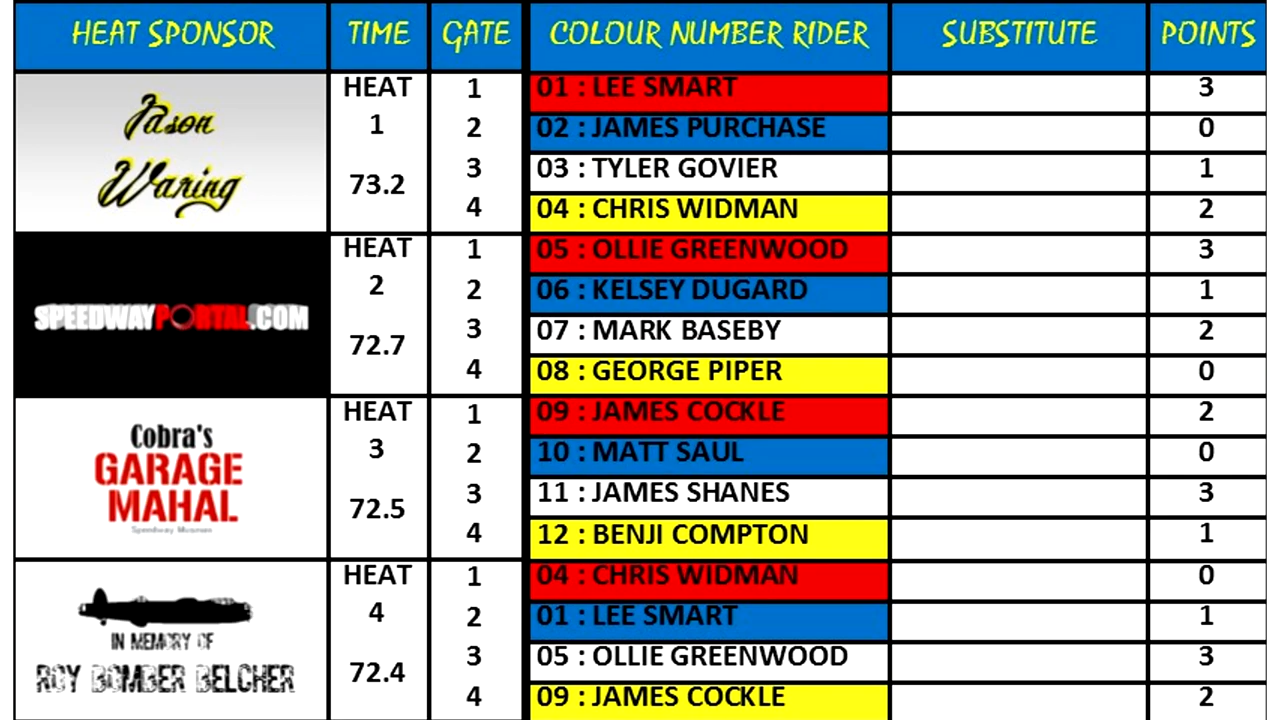 HEAT SPONSOR TIME GATE COLOUR NUMBER RIDER SUBSTITUTE POINTS
Jason Waring
HEAT 1 73.2
1 01 : LEE SMART 3
2 02 : JAMES PURCHASE 0
3 03 : TYLER GOVIER 1
4 04 : CHRIS WIDMAN 2
SPEEDWAYPORTAL.COM
HEAT 2 72.7
1 05 : OLLIE GREENWOOD 3
2 06 : KELSEY DUGARD 1
3 07 : MARK BASEBY 2
4 08 : GEORGE PIPER 0
Cobra's
GARAGE
MAHAL
Speedway Museum
HEAT 3 72.5
1 09 : JAMES COCKLE 2
2 10 : MATT SAUL 0
3 11 : JAMES SHANES 3
4 12 : BENJI COMPTON 1
IN MEMORY OF
ROY BOMBER BELCHER
HEAT 4 72.4
1 04 : CHRIS WIDMAN 0
2 01 : LEE SMART 1
3 05 : OLLIE GREENWOOD 3
4 09 : JAMES COCKLE 2